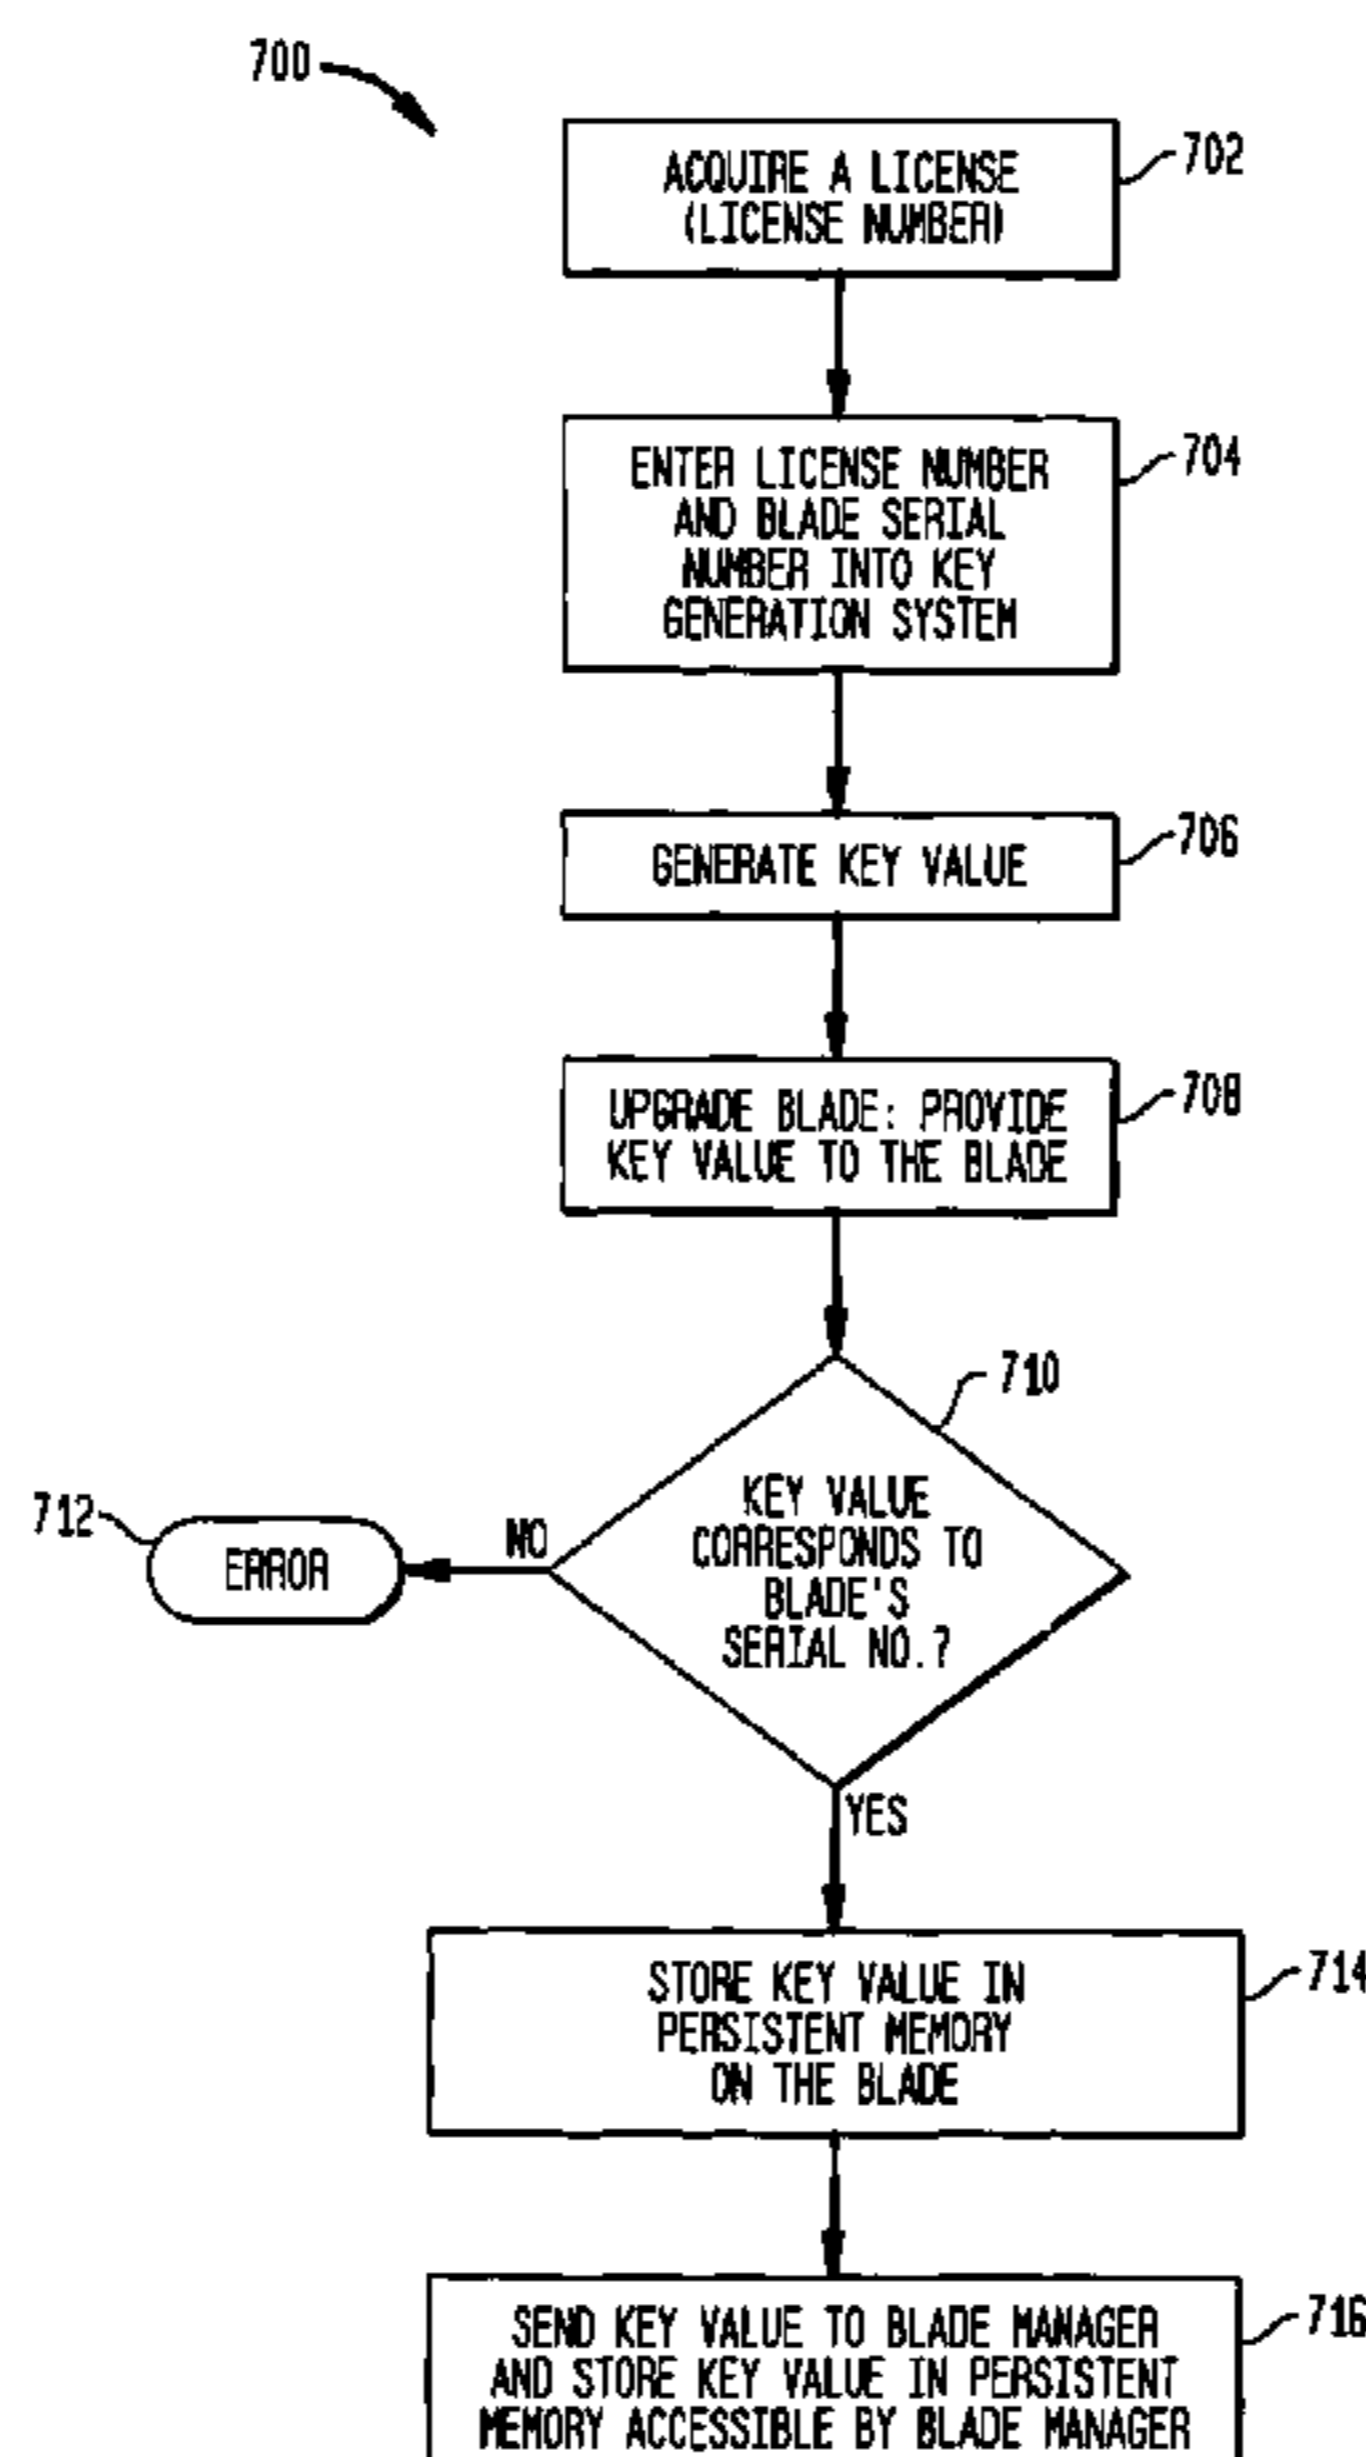 700
ACQUIRE A LICENSE
(LICENSE NUMBER)
702
ENTER LICENSE NUMBER
AND BLADE SERIAL
NUMBER INTO KEY
GENERATION SYSTEM
704
GENERATE KEY VALUE
706
UPGRADE BLADE: PROVIDE
KEY VALUE TO THE BLADE
708
710
KEY VALUE
CORRESPONDS TO
BLADE'S
SERIAL NO.?
712
ERROR
NO
YES
STORE KEY VALUE IN
PERSISTENT MEMORY
ON THE BLADE
714
SEND KEY VALUE TO BLADE MANAGER
AND STORE KEY VALUE IN PERSISTENT
MEMORY ACCESSIBLE BY BLADE MANAGER
716